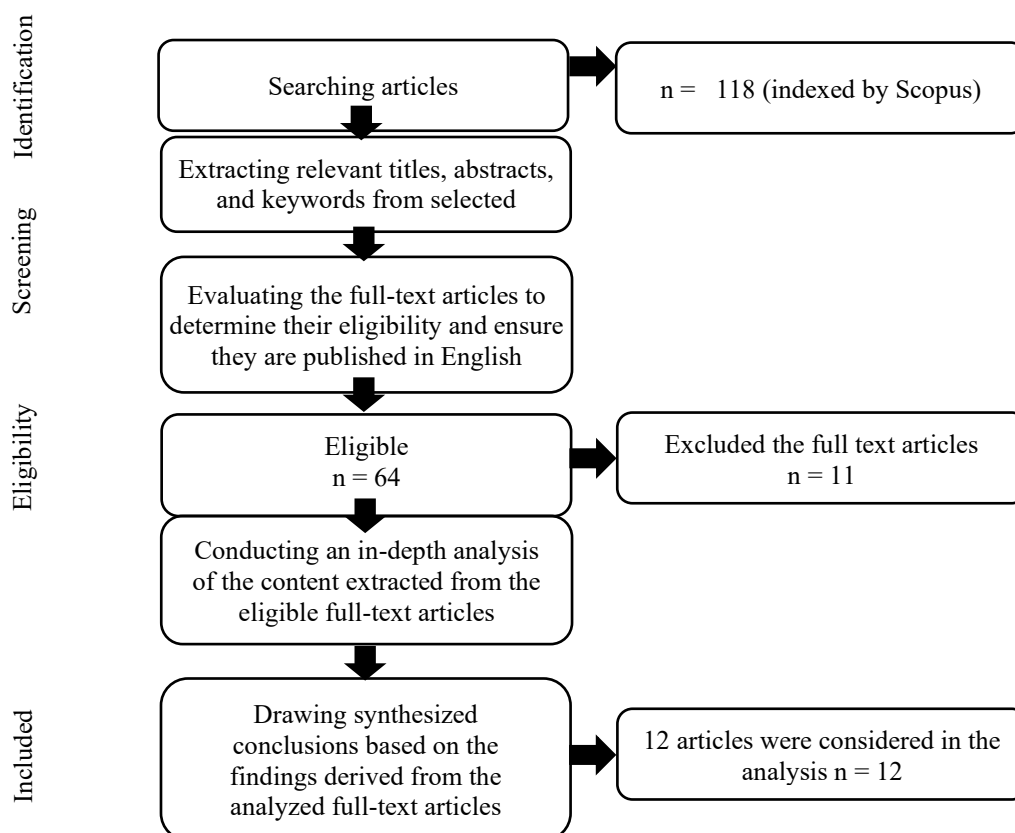 Identification
Searching articles
n = 118 (indexed by Scopus)
Extracting relevant titles, abstracts,
and keywords from selected
Screening
Evaluating the full-text articles to
determine their eligibility and ensure
they are published in English
Eligibility
Eligible
n = 64
Excluded the full text articles
n = 11
Conducting an in-depth analysis
of the content extracted from the
eligible full-text articles
Included
Drawing synthesized
conclusions based on the
findings derived from the
analyzed full-text articles
12 articles were considered in the
analysis n = 12